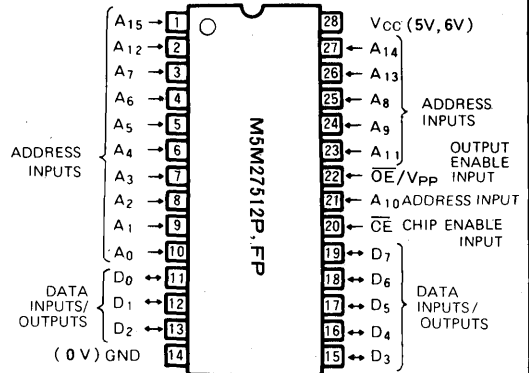 A15 → 1
A12 → 2
A7 → 3
A6 → 4
A5 → 5
A4 → 6
A3 → 7
A2 → 8
A1 → 9
A0 → 10
D0 ↔ 11
D1 ↔ 12
D2 ↔ 13
(0V) GND 14
ADDRESS
INPUTS
DATA
INPUTS/
OUTPUTS
M5M27512P, FP
28 VCC (5V, 6V)
27 ← A14
26 ← A13
25 ← A8
24 ← A9
23 ← A11
22 ← O̅E̅/VPP
21 ← A10 ADDRESS INPUT
20 ← C̅E̅ CHIP ENABLE
INPUT
19 ↔ D7
18 ↔ D6
17 ↔ D5
16 ↔ D4
15 ↔ D3
ADDRESS
INPUTS
OUTPUT
ENABLE
INPUT
DATA
INPUTS/
OUTPUTS